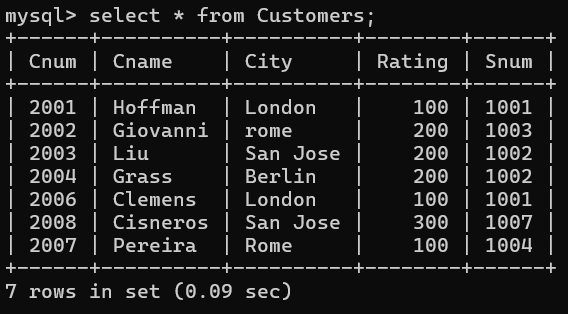 mysql> select * from Customers;
+------+----------+----------+--------+------+
| Cnum | Cname    | City     | Rating | Snum |
+------+----------+----------+--------+------+
| 2001 | Hoffman  | London   |    100 | 1001 |
| 2002 | Giovanni | rome     |    200 | 1003 |
| 2003 | Liu      | San Jose |    200 | 1002 |
| 2004 | Grass    | Berlin   |    200 | 1002 |
| 2006 | Clemens  | London   |    100 | 1001 |
| 2008 | Cisneros | San Jose |    300 | 1007 |
| 2007 | Pereira  | Rome     |    100 | 1004 |
+------+----------+----------+--------+------+
7 rows in set (0.09 sec)